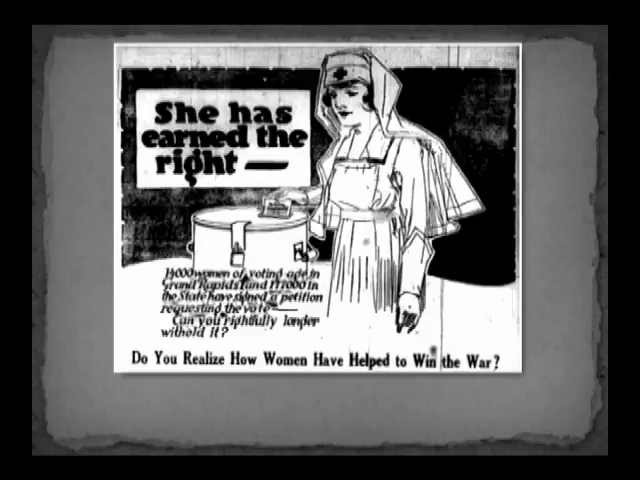 She has
earned the
right —
14000 women of voting age in
Grand Rapids and 171000 in
the State have signed a petition
requesting the vote —
Can you rightfully longer
withold it?
Do You Realize How Women Have Helped to Win the War?